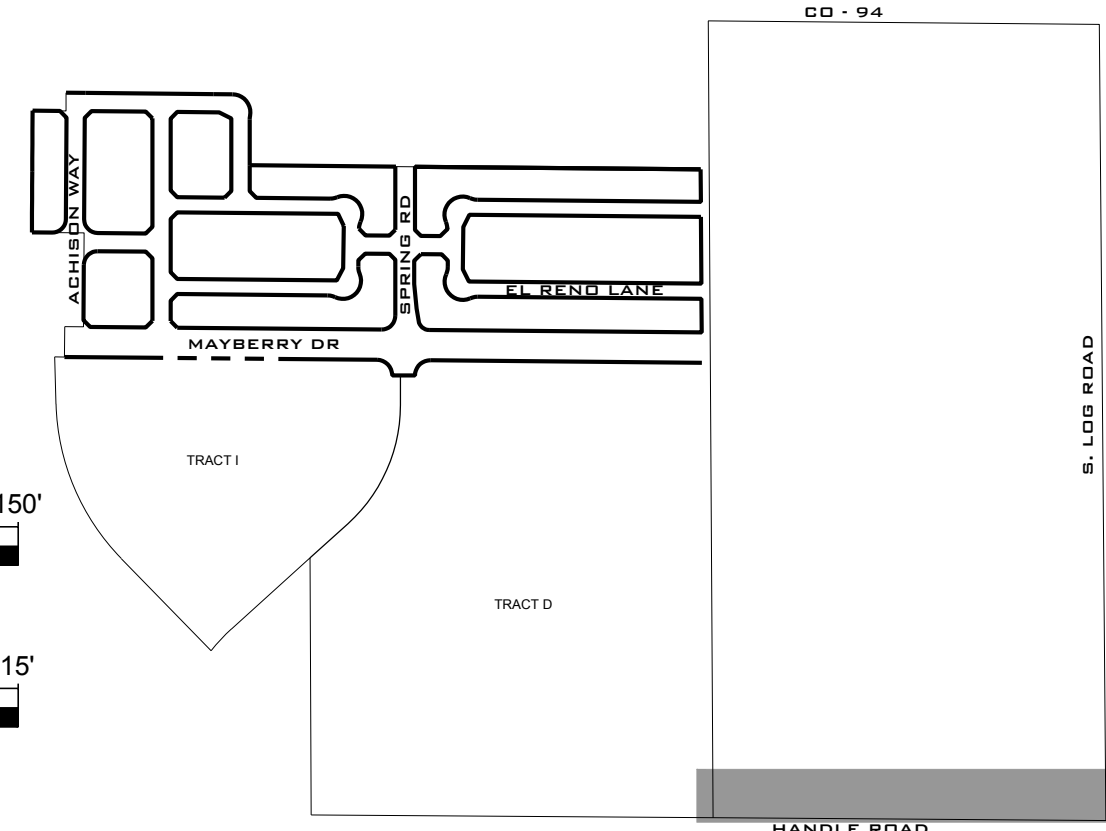 CO - 94
ACHISON WAY
SPRING RD
EL RENO LANE
MAYBERRY DR
S. LOG ROAD
TRACT I
150'
TRACT D
15'
HANDLE ROAD